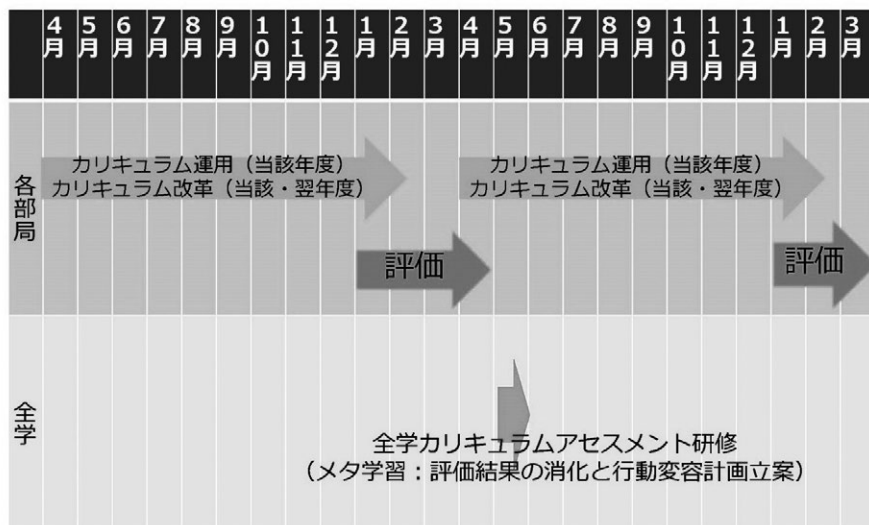 4月 5月 6月 7月 8月 9月 10月 11月 12月 1月 2月 3月 4月 5月 6月 7月 8月 9月 10月 11月 12月 1月 2月 3月
各部局
カリキュラム運用（当該年度）
カリキュラム改革（当該・翌年度）
評価
カリキュラム運用（当該年度）
カリキュラム改革（当該・翌年度）
評価
全学
全学カリキュラムアセスメント研修
（メタ学習：評価結果の消化と行動変容計画立案）